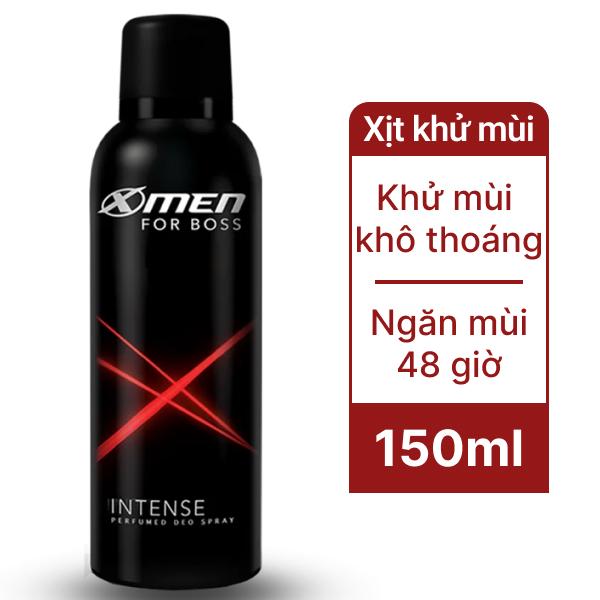 XMEN
FOR BOSS
INTENSE
PERFUMED DEO SPRAY
Xịt khử mùi
Khử mùi
khô thoáng
Ngăn mùi
48 giờ
150ml